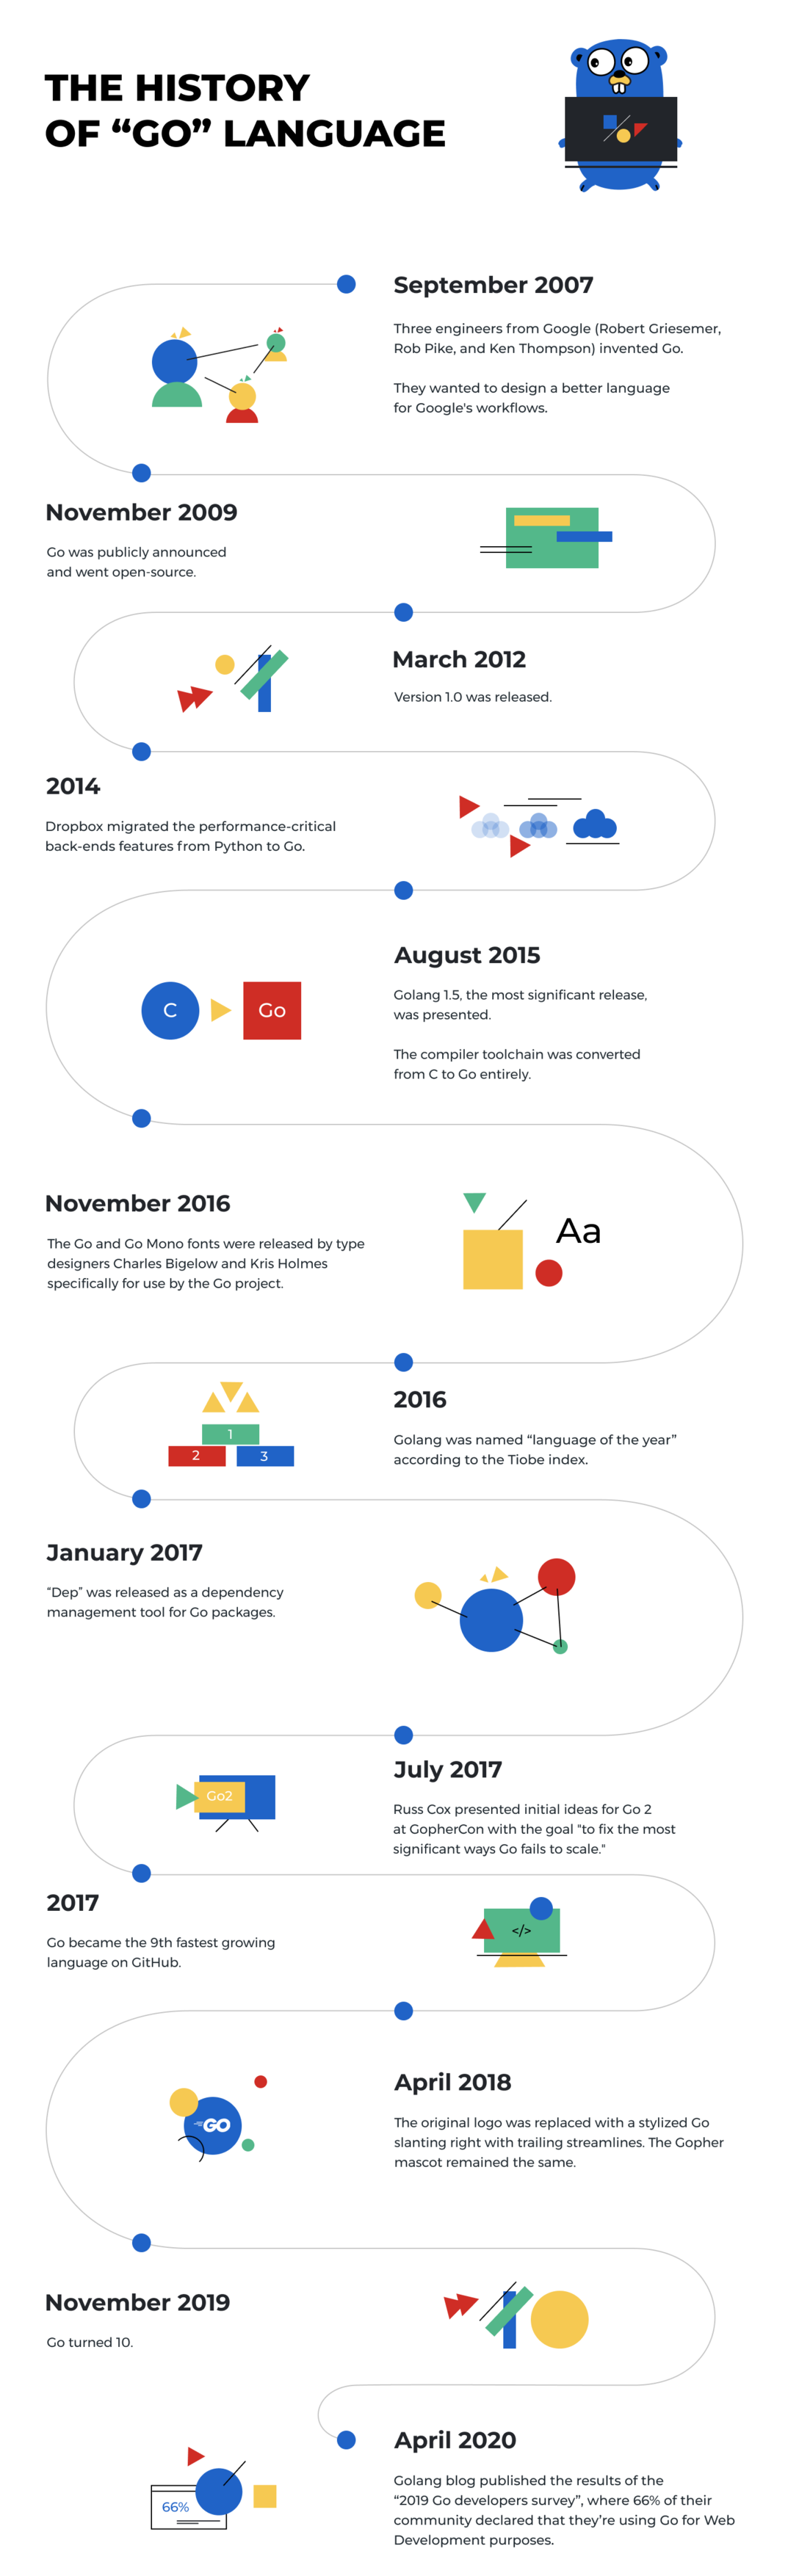 THE HISTORY
OF “GO” LANGUAGE
September 2007
Three engineers from Google (Robert Griesemer,
Rob Pike, and Ken Thompson) invented Go.
They wanted to design a better language
for Google's workflows.
November 2009
Go was publicly announced
and went open-source.
March 2012
Version 1.0 was released.
2014
Dropbox migrated the performance-critical
back-ends features from Python to Go.
August 2015
Golang 1.5, the most significant release,
was presented.
The compiler toolchain was converted
from C to Go entirely.
C
Go
November 2016
The Go and Go Mono fonts were released by type
designers Charles Bigelow and Kris Holmes
specifically for use by the Go project.
Aa
2016
Golang was named “language of the year”
according to the Tiobe index.
1
2
3
January 2017
“Dep” was released as a dependency
management tool for Go packages.
July 2017
Russ Cox presented initial ideas for Go 2
at GopherCon with the goal "to fix the most
significant ways Go fails to scale."
Go2
2017
Go became the 9th fastest growing
language on GitHub.
</>
April 2018
The original logo was replaced with a stylized Go
slanting right with trailing streamlines. The Gopher
mascot remained the same.
GO
November 2019
Go turned 10.
April 2020
Golang blog published the results of the
“2019 Go developers survey”, where 66% of their
community declared that they’re using Go for Web
Development purposes.
66%